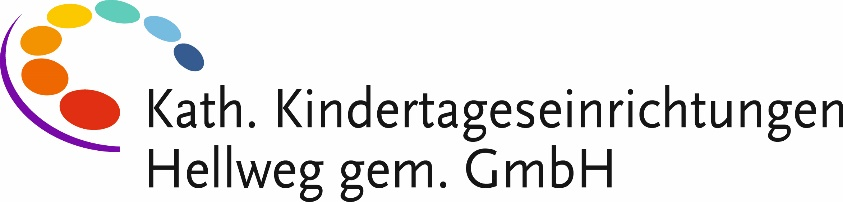 Kath. Kindertageseinrichtungen
Hellweg gem. GmbH